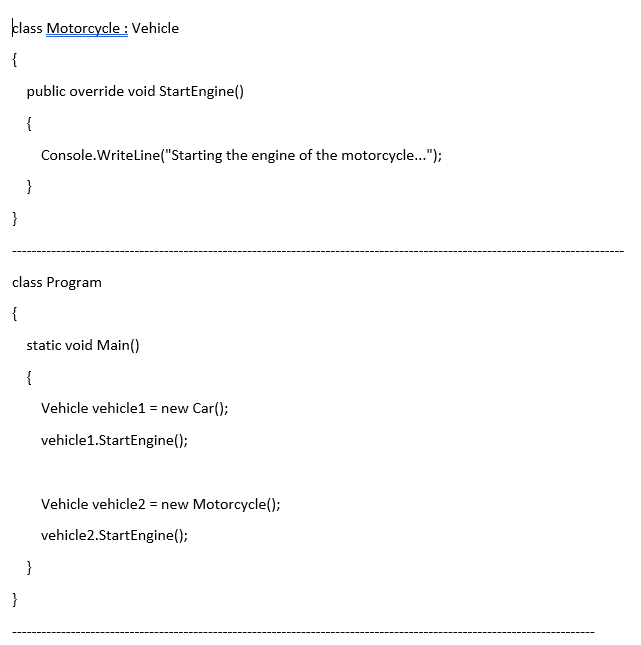 class Motorcycle : Vehicle
{
public override void StartEngine()
{
Console.WriteLine("Starting the engine of the motorcycle...");
}
}
---------------------------------------------------------------------------------------------------------------------------
class Program
{
static void Main()
{
Vehicle vehicle1 = new Car();
vehicle1.StartEngine();
Vehicle vehicle2 = new Motorcycle();
vehicle2.StartEngine();
}
}
---------------------------------------------------------------------------------------------------------------------